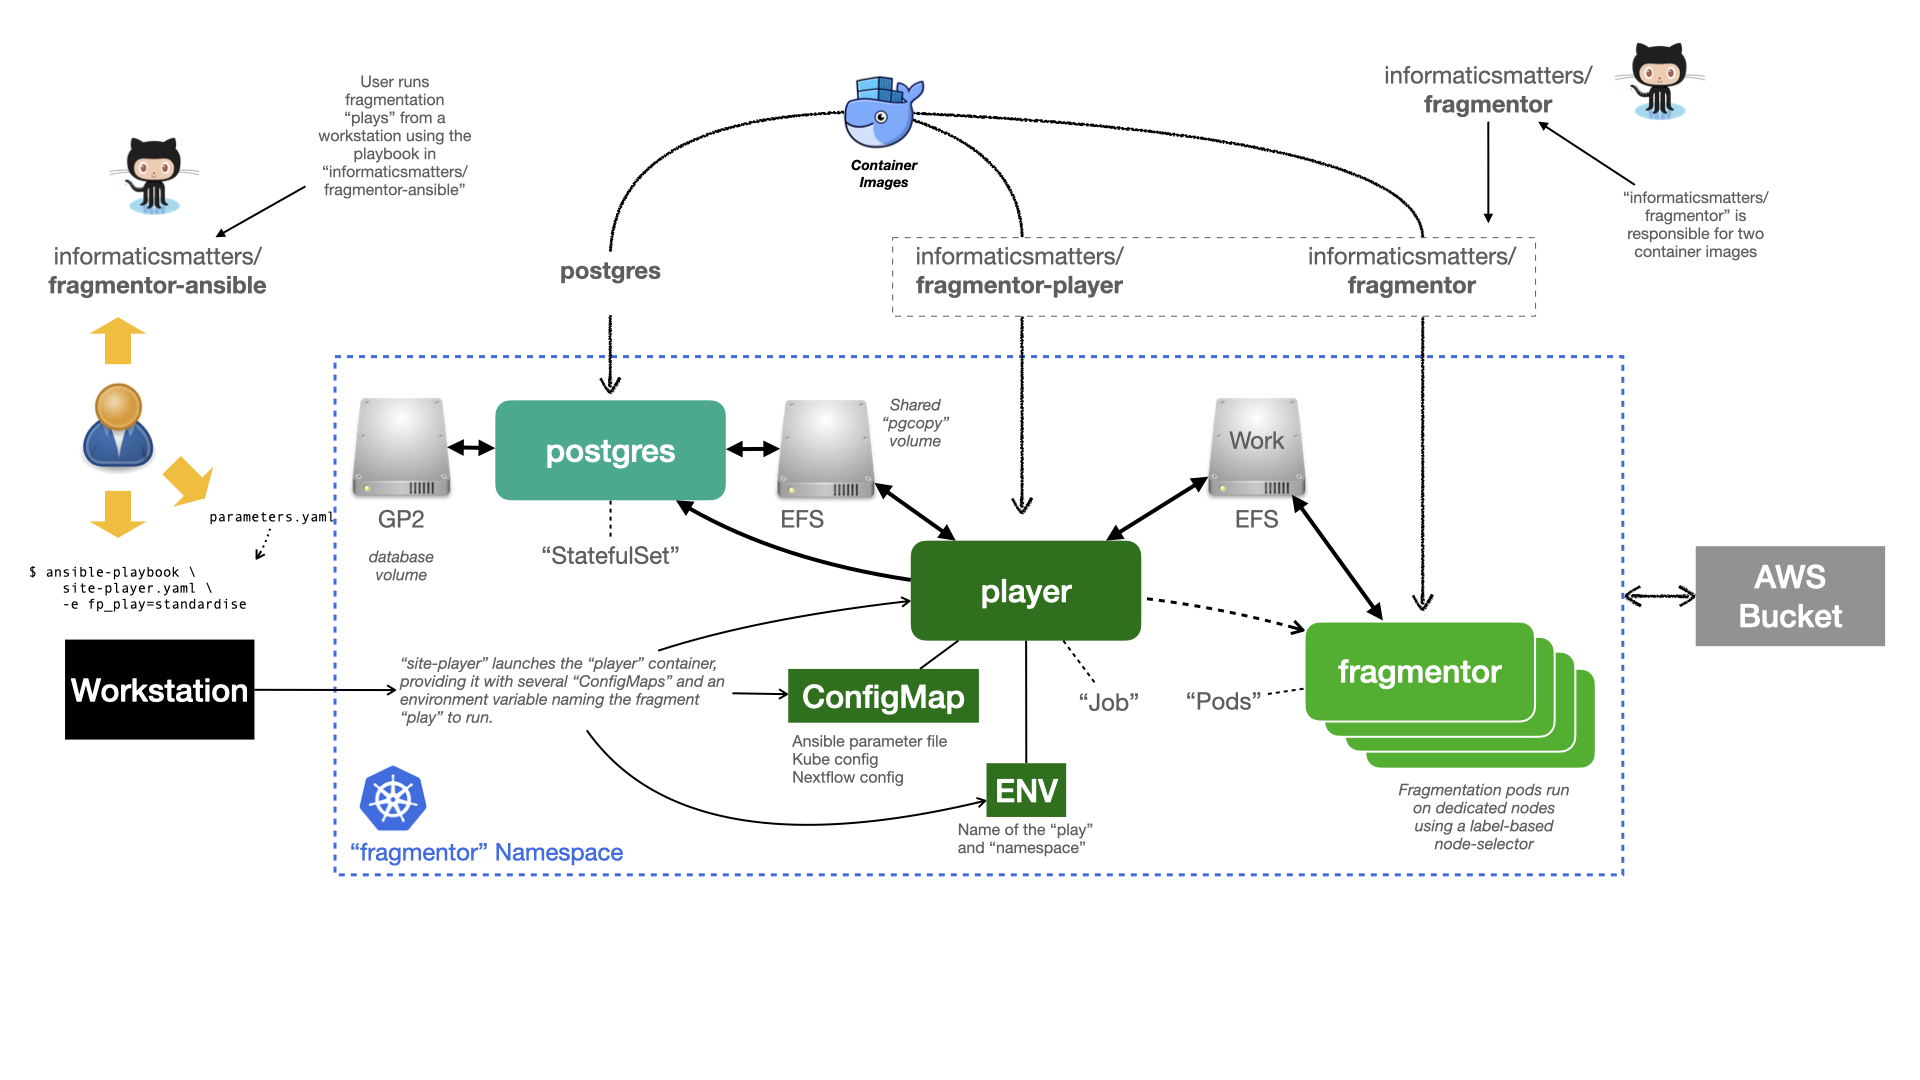 User runs
fragmentation
“plays” from a
workstation using the
playbook in
“informaticsmatters/
fragmentor-ansible”
informaticsmatters/
fragmentor-ansible
Container
Images
informaticsmatters/
fragmentor
“informaticsmatters/
fragmentor” is
responsible for two
container images
postgres
informaticsmatters/
fragmentor-player
informaticsmatters/
fragmentor
postgres
GP2
database
volume
“StatefulSet”
Shared
“pgcopy”
volume
EFS
Work
EFS
parameters.yaml
$ ansible-playbook \
site-player.yaml \
-e fp_play=standardise
Workstation
“site-player” launches the “player” container,
providing it with several “ConfigMaps” and an
environment variable naming the fragment
“play” to run.
player
ConfigMap
Ansible parameter file
Kube config
Nextflow config
“Job”
ENV
Name of the “play”
and “namespace”
“Pods”
fragmentor
Fragmentation pods run
on dedicated nodes
using a label-based
node-selector
AWS
Bucket
“fragmentor” Namespace